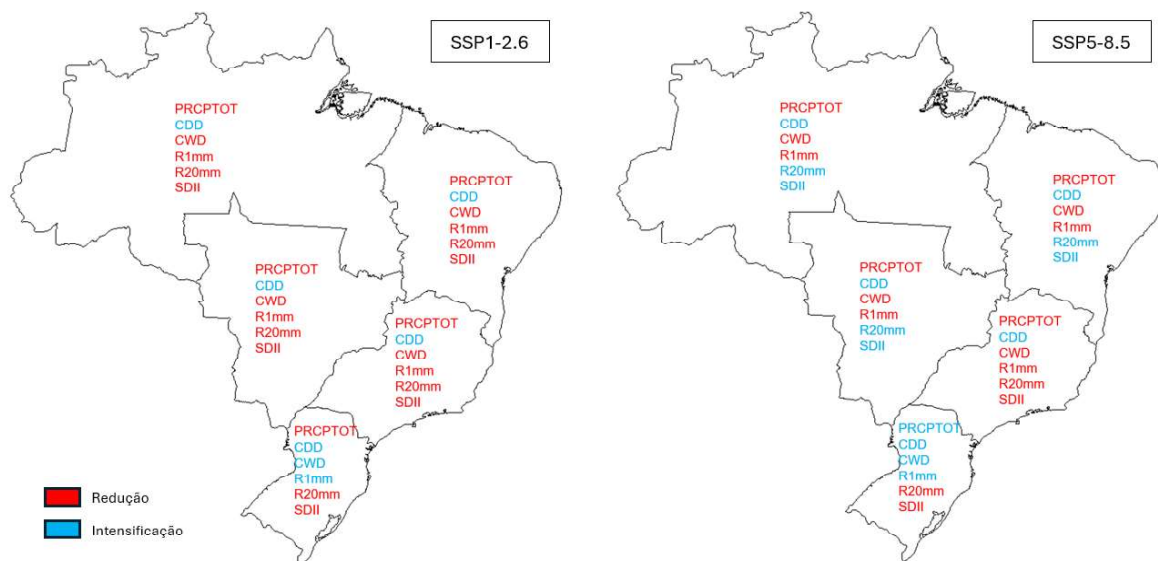 SSP1-2.6
PRCPTOT
CDD
CWD
R1mm
R20mm
SDII
PRCPTOT
CDD
CWD
R1mm
R20mm
SDII
PRCPTOT
CDD
CWD
R1mm
R20mm
SDII
PRCPTOT
CDD
CWD
R1mm
R20mm
SDII
PRCPTOT
CDD
CWD
R1mm
R20mm
SDII
Redução
Intensificação
SSP5-8.5
PRCPTOT
CDD
CWD
R1mm
R20mm
SDII
PRCPTOT
CDD
CWD
R1mm
R20mm
SDII
PRCPTOT
CDD
CWD
R1mm
R20mm
SDII
PRCPTOT
CDD
CWD
R1mm
R20mm
SDII
PRCPTOT
CDD
CWD
R1mm
R20mm
SDII